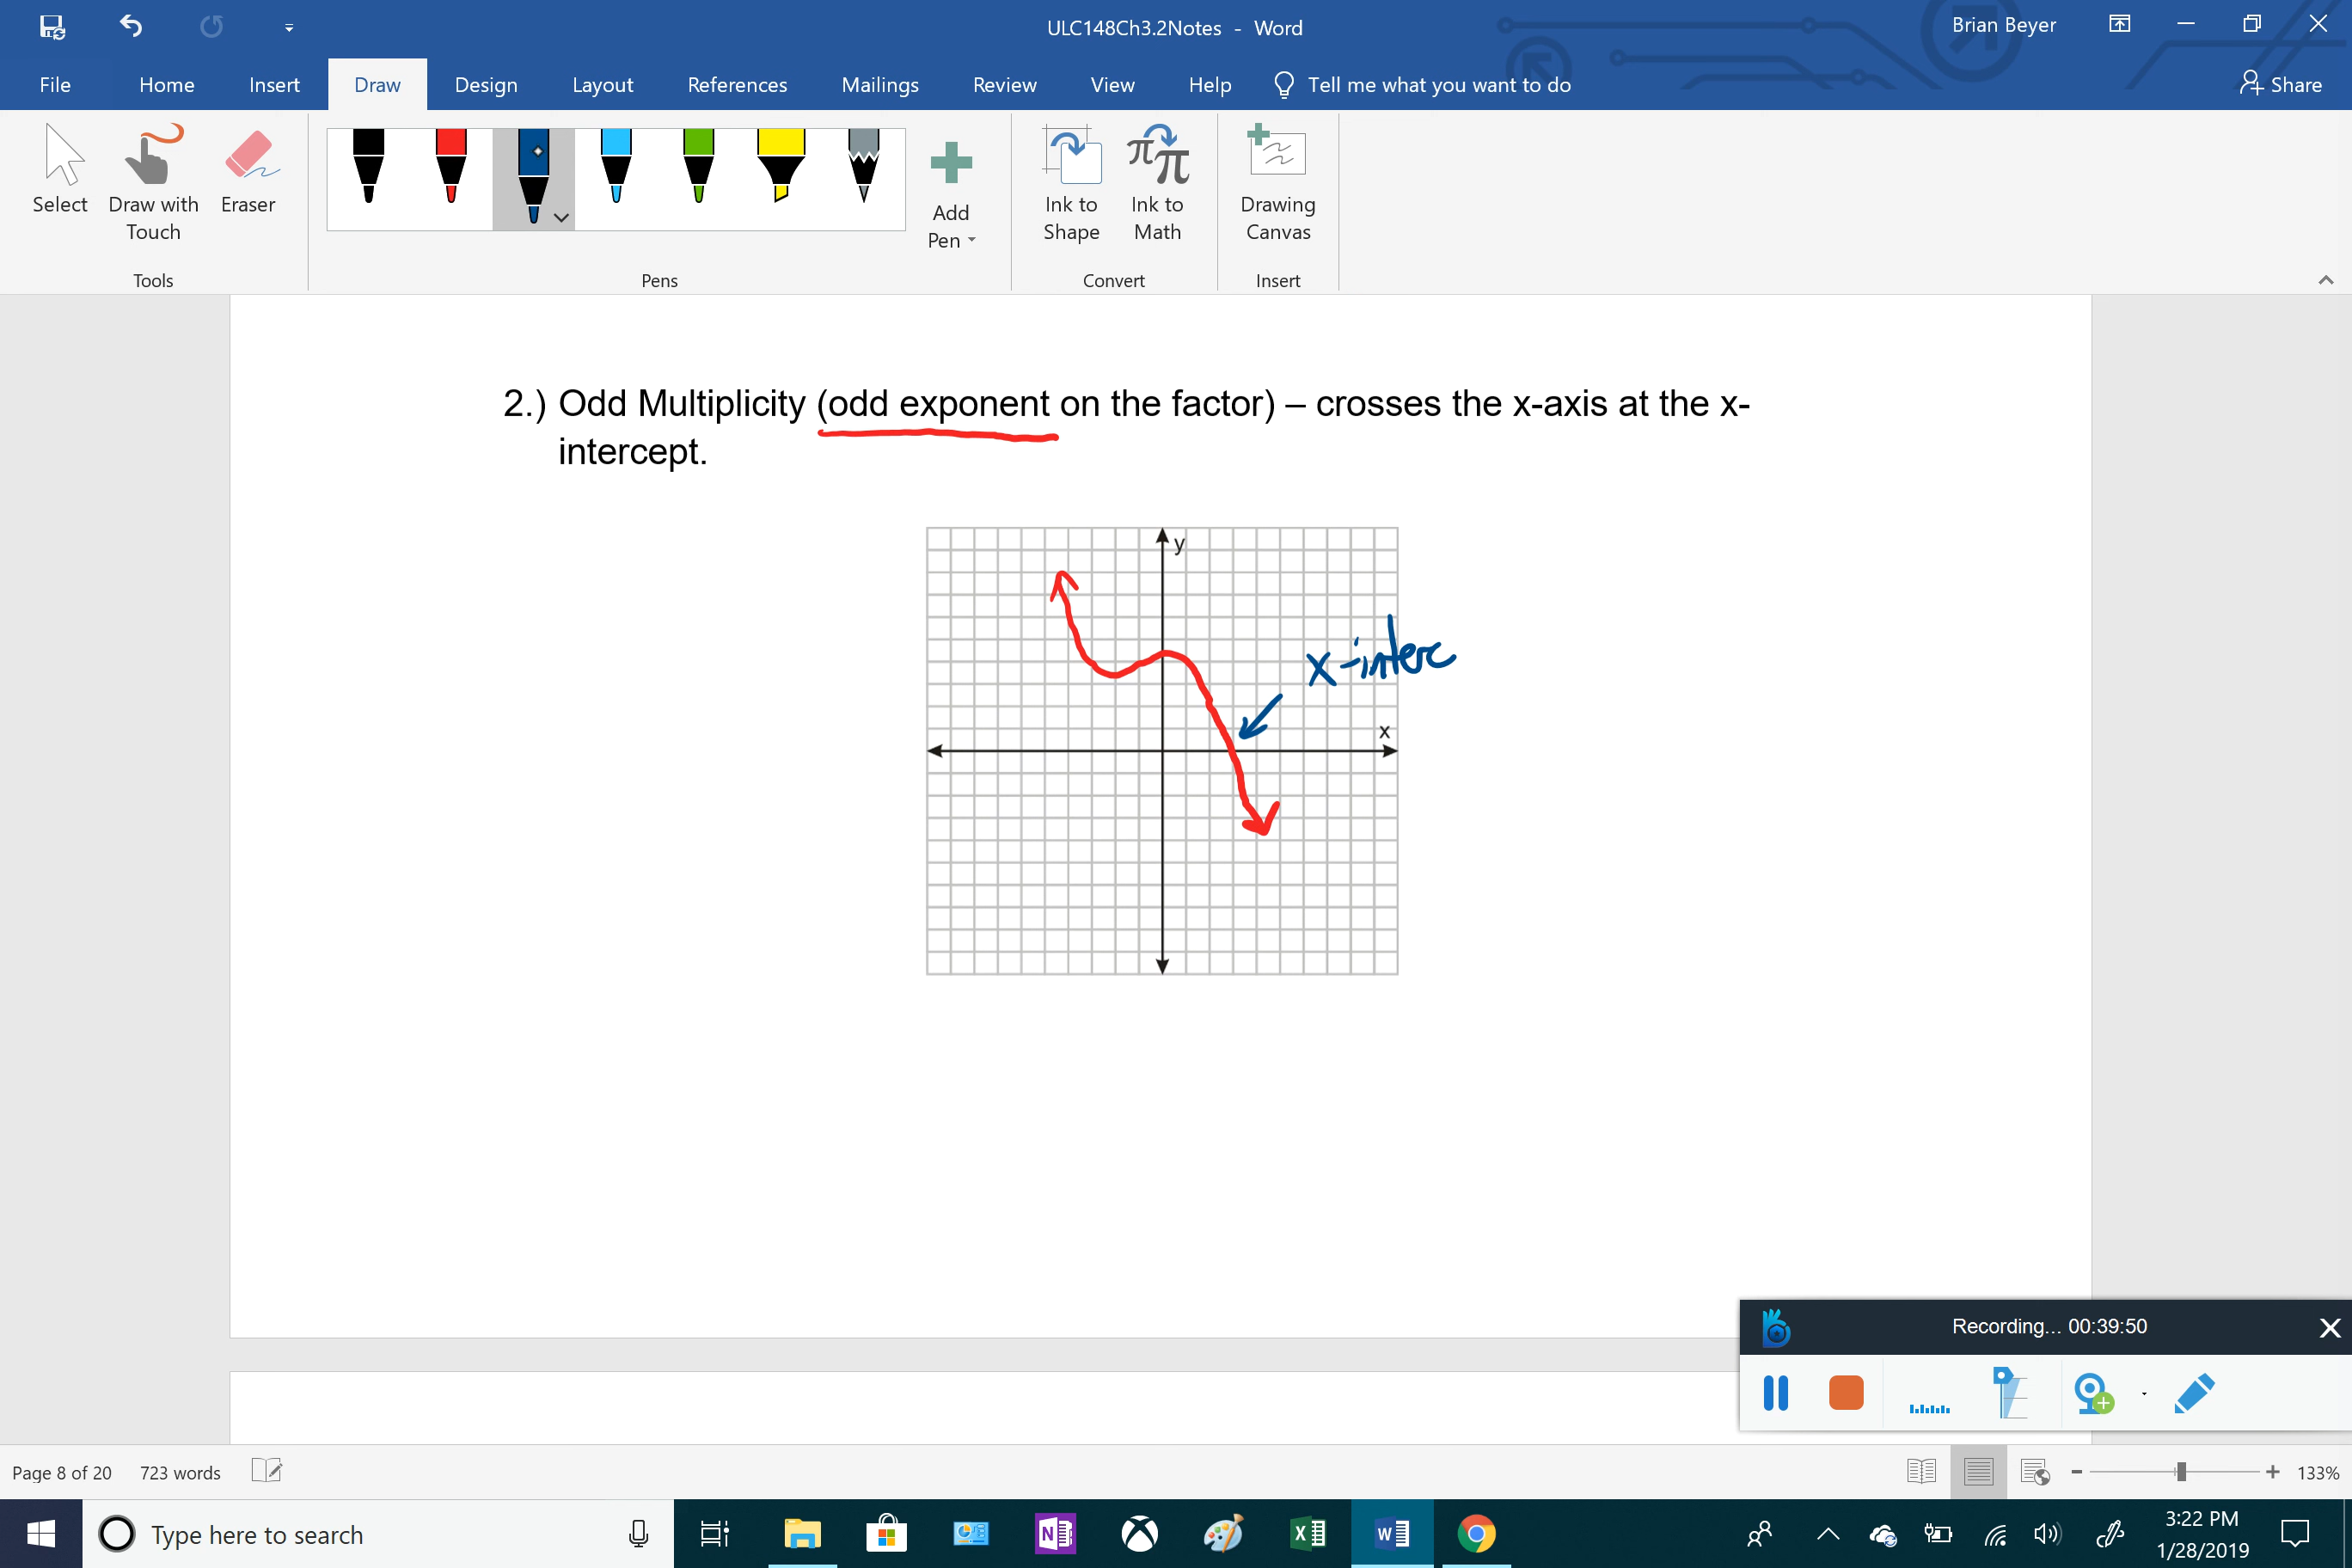 ULC148Ch3.2Notes - Word
Brian Beyer
File Home Insert Draw Design Layout References Mailings Review View Help Tell me what you want to do Share
Select
Draw with Touch
Eraser
Add Pen
Ink to Shape
Ink to Math
Drawing Canvas
Tools
Pens
Convert
Insert
2.) Odd Multiplicity (odd exponent on the factor) – crosses the x-axis at the x-
intercept.
y
x-interc
x
Recording... 00:39:50
Page 8 of 20 723 words
133%
Type here to search
3:22 PM
1/28/2019